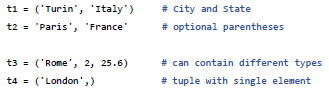 t1 = ('Turin', 'Italy')     # City and State
t2 = 'Paris', 'France'      # optional parentheses
t3 = ('Rome', 2, 25.6)      # can contain different types
t4 = ('London',)            # tuple with single element